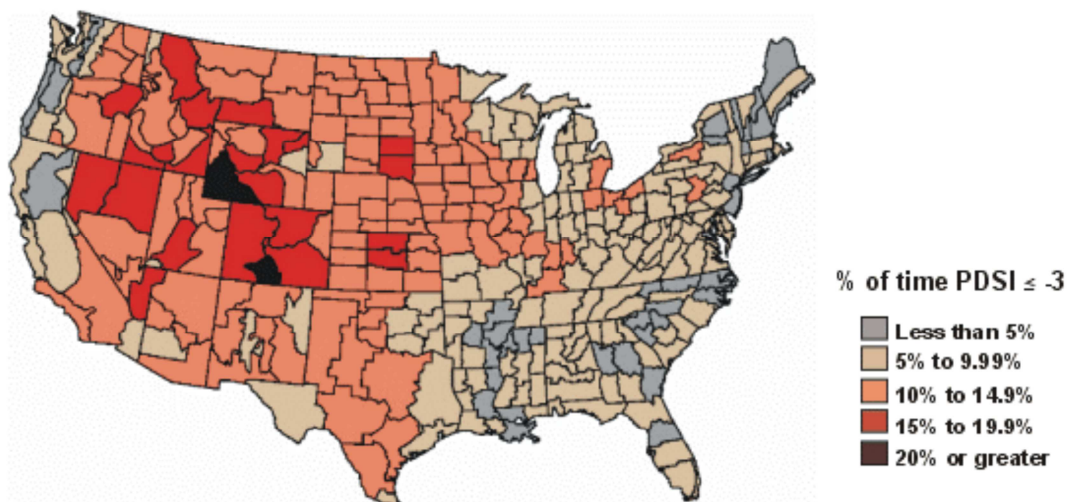 % of time PDSI ≤ -3
Less than 5%
5% to 9.99%
10% to 14.9%
15% to 19.9%
20% or greater